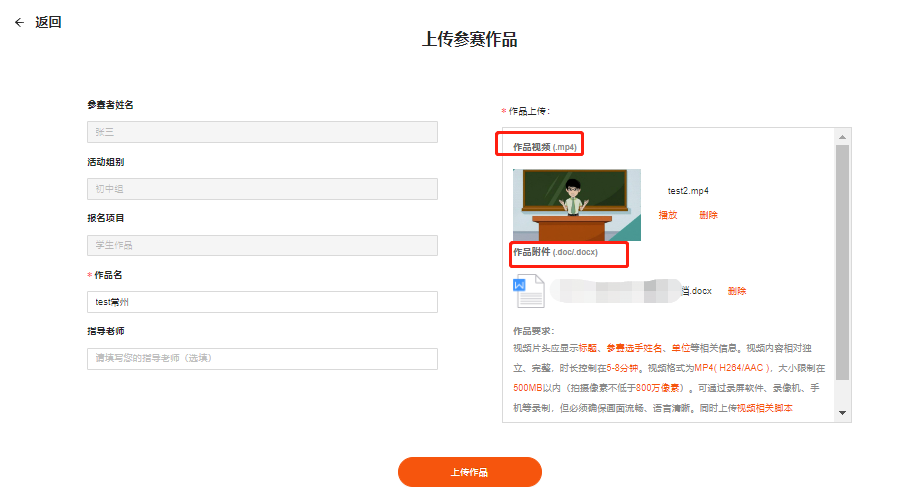 返回
上传参赛作品
参赛者姓名
张三
活动组别
初中组
报名项目
学生作品
* 作品名
test常州
指导老师
请填写您的指导老师（选填）
* 作品上传:
作品视频 (.mp4)
test2.mp4
播放 删除
作品附件 (.doc/.docx)
.docx 删除
作品要求:
视频片头应显示标题、参赛选手姓名、单位等相关信息。视频内容相对独
立、完整，时长控制在5-8分钟。视频格式为MP4( H264/AAC )，大小限制在
500MB以内（拍摄像素不低于800万像素）。可通过录屏软件、录像机、手
机等录制，但必须确保画面流畅、语言清晰。同时上传视频相关脚本
上传作品